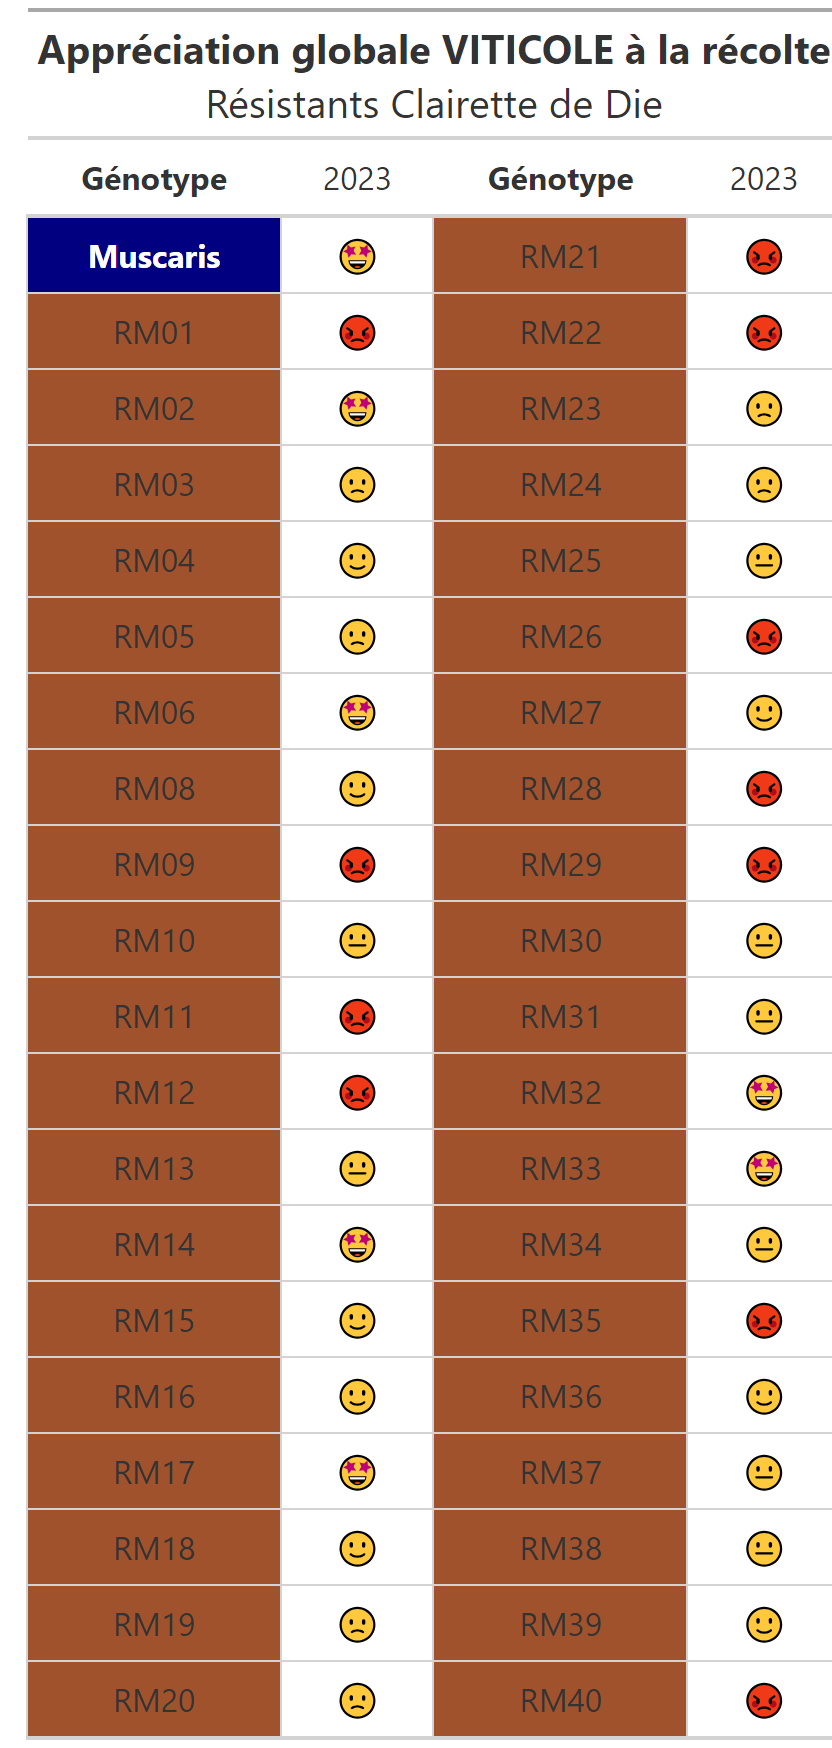 Appréciation globale VITICOLE à la récolte
Résistants Clairette de Die
Génotype 2023 Génotype 2023
Muscaris 🤩 RM21 😡
RM01 😡 RM22 😡
RM02 🤩 RM23 🙁
RM03 🙁 RM24 🙁
RM04 🙂 RM25 😐
RM05 🙁 RM26 😡
RM06 🤩 RM27 🙂
RM08 🙂 RM28 😡
RM09 😡 RM29 😡
RM10 😐 RM30 😐
RM11 😡 RM31 😐
RM12 😡 RM32 🤩
RM13 😐 RM33 🤩
RM14 🤩 RM34 😐
RM15 🙂 RM35 😡
RM16 🙂 RM36 🙂
RM17 🤩 RM37 😐
RM18 🙂 RM38 😐
RM19 🙁 RM39 🙂
RM20 🙁 RM40 😡